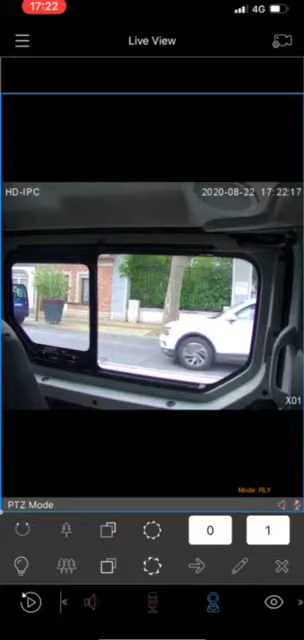 17:22
4G
Live View
HD-IPC
2020-08-22 17:22:17
X01
Mode: RLY
PTZ Mode
0
1